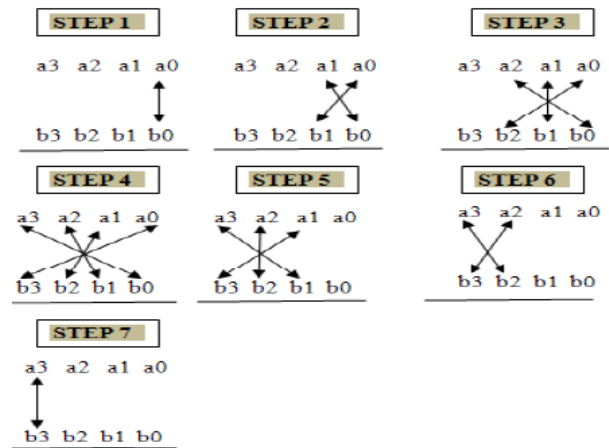 STEP 1
a3 a2 a1 a0
b3 b2 b1 b0
STEP 2
a3 a2 a1 a0
b3 b2 b1 b0
STEP 3
a3 a2 a1 a0
b3 b2 b1 b0
STEP 4
a3 a2 a1 a0
b3 b2 b1 b0
STEP 5
a3 a2 a1 a0
b3 b2 b1 b0
STEP 6
a3 a2 a1 a0
b3 b2 b1 b0
STEP 7
a3 a2 a1 a0
b3 b2 b1 b0